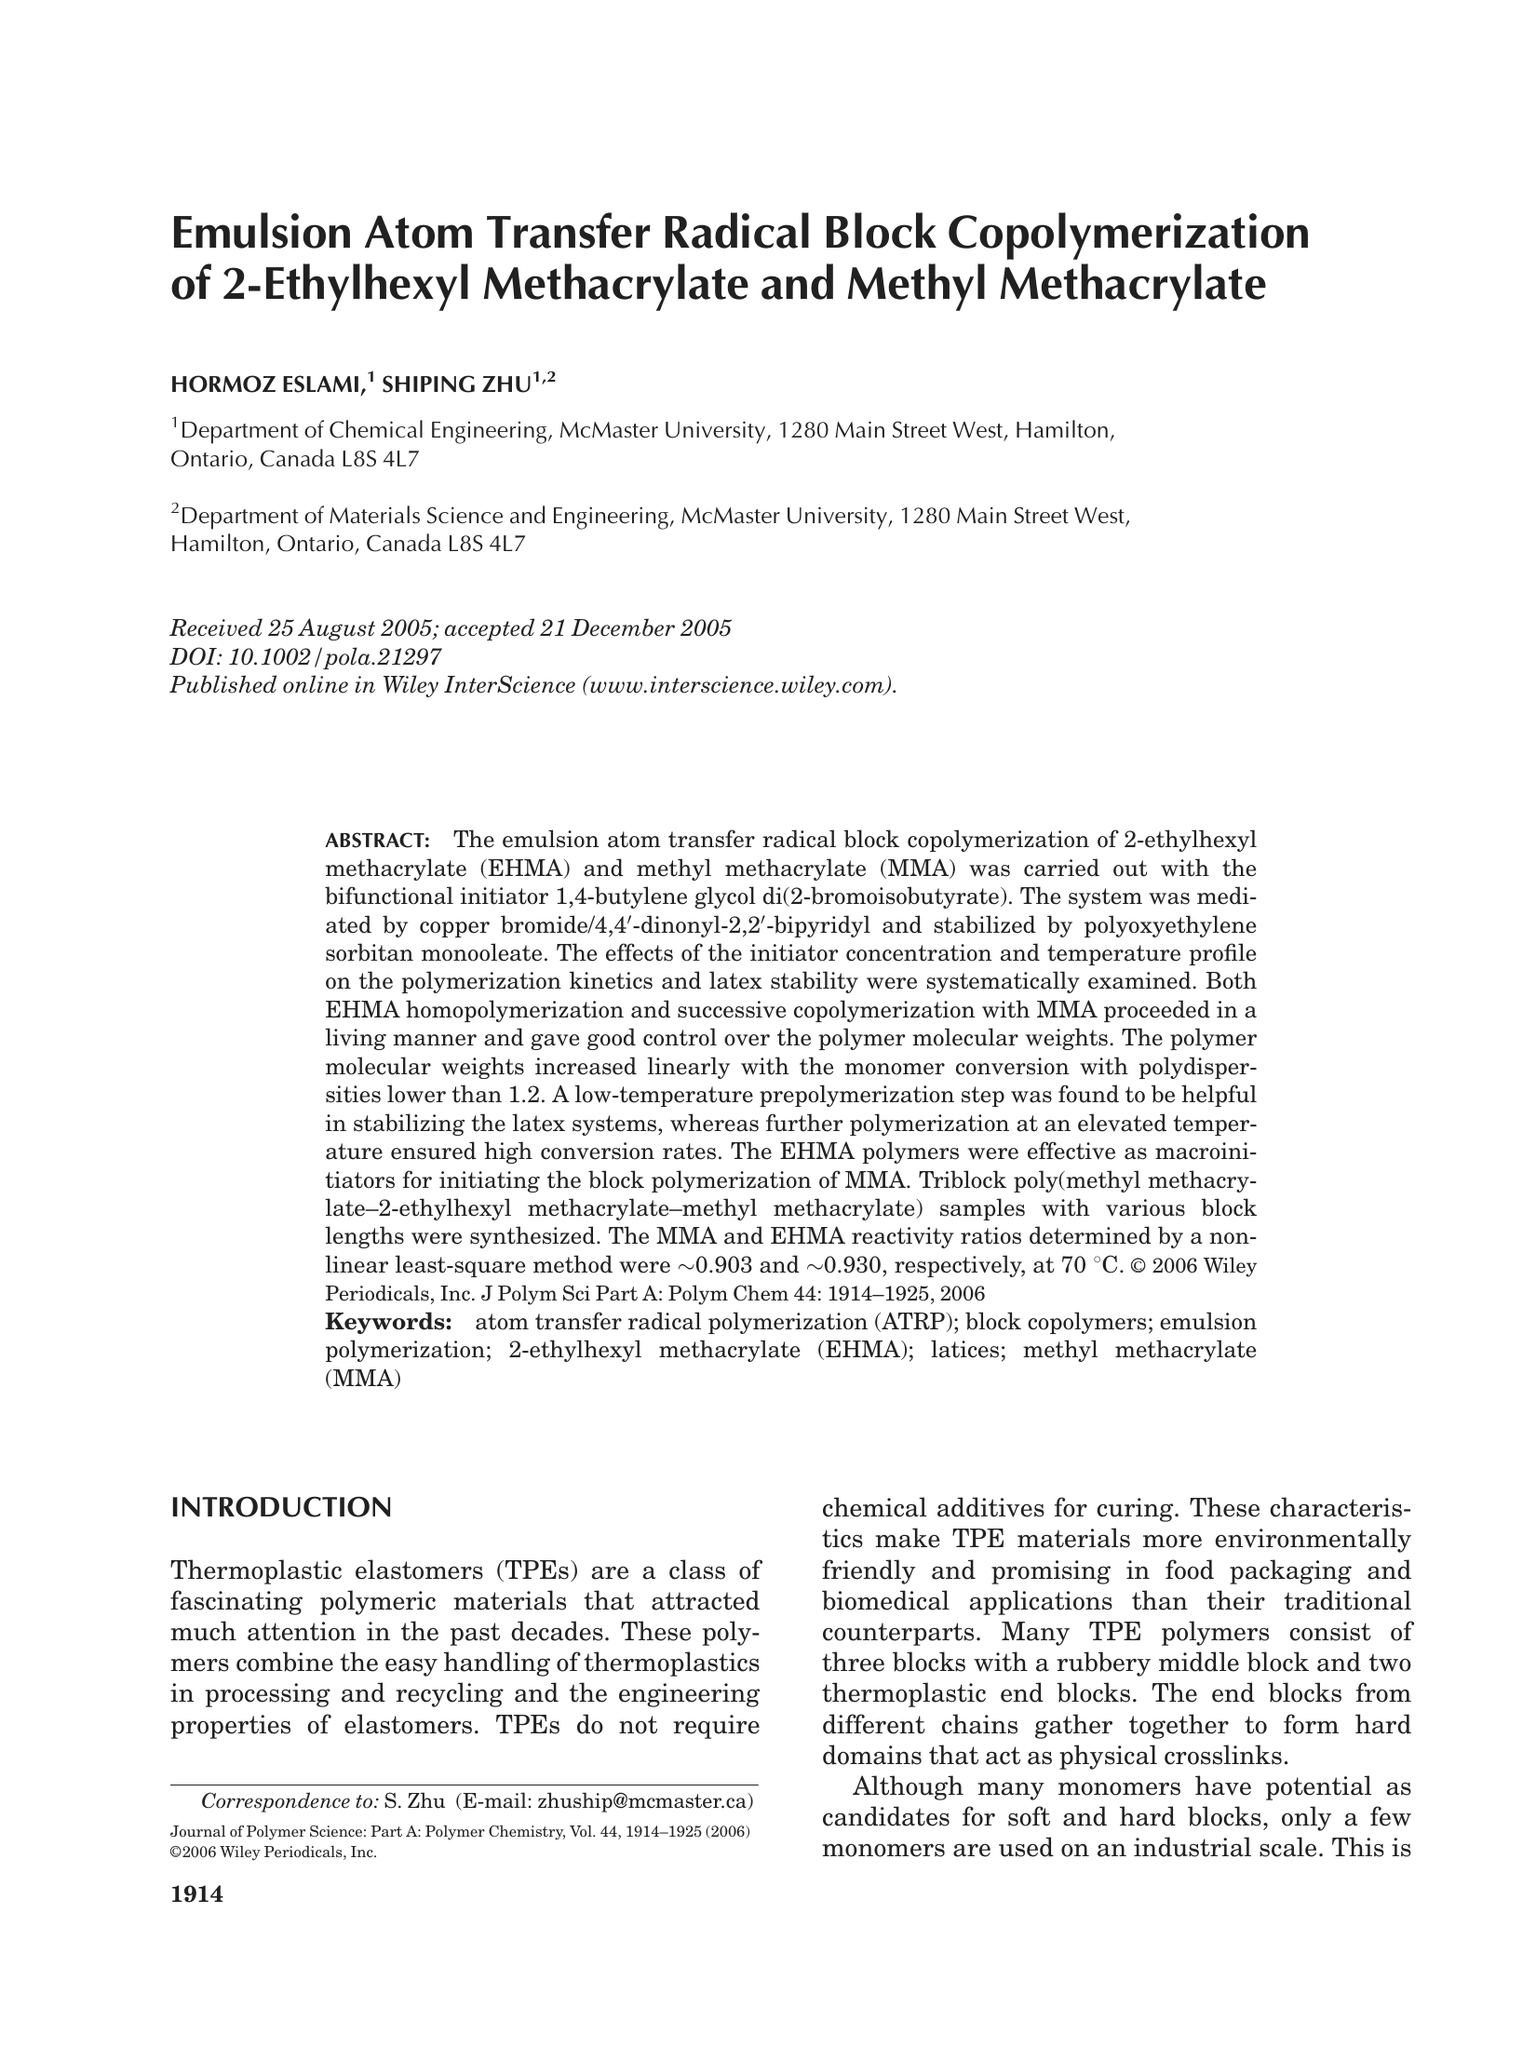 Emulsion Atom Transfer Radical Block Copolymerization
of 2-Ethylhexyl Methacrylate and Methyl Methacrylate
HORMOZ ESLAMI,1 SHIPING ZHU1,2
1Department of Chemical Engineering, McMaster University, 1280 Main Street West, Hamilton,
Ontario, Canada L8S 4L7
2Department of Materials Science and Engineering, McMaster University, 1280 Main Street West,
Hamilton, Ontario, Canada L8S 4L7
Received 25 August 2005; accepted 21 December 2005
DOI: 10.1002/pola.21297
Published online in Wiley InterScience (www.interscience.wiley.com).
ABSTRACT: The emulsion atom transfer radical block copolymerization of 2-ethylhexyl
methacrylate (EHMA) and methyl methacrylate (MMA) was carried out with the
bifunctional initiator 1,4-butylene glycol di(2-bromoisobutyrate). The system was medi-
ated by copper bromide/4,4′-dinonyl-2,2′-bipyridyl and stabilized by polyoxyethylene
sorbitan monooleate. The effects of the initiator concentration and temperature profile
on the polymerization kinetics and latex stability were systematically examined. Both
EHMA homopolymerization and successive copolymerization with MMA proceeded in a
living manner and gave good control over the polymer molecular weights. The polymer
molecular weights increased linearly with the monomer conversion with polydisper-
sities lower than 1.2. A low-temperature prepolymerization step was found to be helpful
in stabilizing the latex systems, whereas further polymerization at an elevated temper-
ature ensured high conversion rates. The EHMA polymers were effective as macroini-
tiators for initiating the block polymerization of MMA. Triblock poly(methyl methacry-
late–2-ethylhexyl methacrylate–methyl methacrylate) samples with various block
lengths were synthesized. The MMA and EHMA reactivity ratios determined by a non-
linear least-square method were ~0.903 and ~0.930, respectively, at 70 °C. © 2006 Wiley
Periodicals, Inc. J Polym Sci Part A: Polym Chem 44: 1914–1925, 2006
Keywords: atom transfer radical polymerization (ATRP); block copolymers; emulsion
polymerization; 2-ethylhexyl methacrylate (EHMA); latices; methyl methacrylate
(MMA)
INTRODUCTION
Thermoplastic elastomers (TPEs) are a class of
fascinating polymeric materials that attracted
much attention in the past decades. These poly-
mers combine the easy handling of thermoplastics
in processing and recycling and the engineering
properties of elastomers. TPEs do not require
Correspondence to: S. Zhu (E-mail: zhuship@mcmaster.ca)
Journal of Polymer Science: Part A: Polymer Chemistry, Vol. 44, 1914–1925 (2006)
©2006 Wiley Periodicals, Inc.
1914
chemical additives for curing. These characteris-
tics make TPE materials more environmentally
friendly and promising in food packaging and
biomedical applications than their traditional
counterparts. Many TPE polymers consist of
three blocks with a rubbery middle block and two
thermoplastic end blocks. The end blocks from
different chains gather together to form hard
domains that act as physical crosslinks.
Although many monomers have potential as
candidates for soft and hard blocks, only a few
monomers are used on an industrial scale. This is